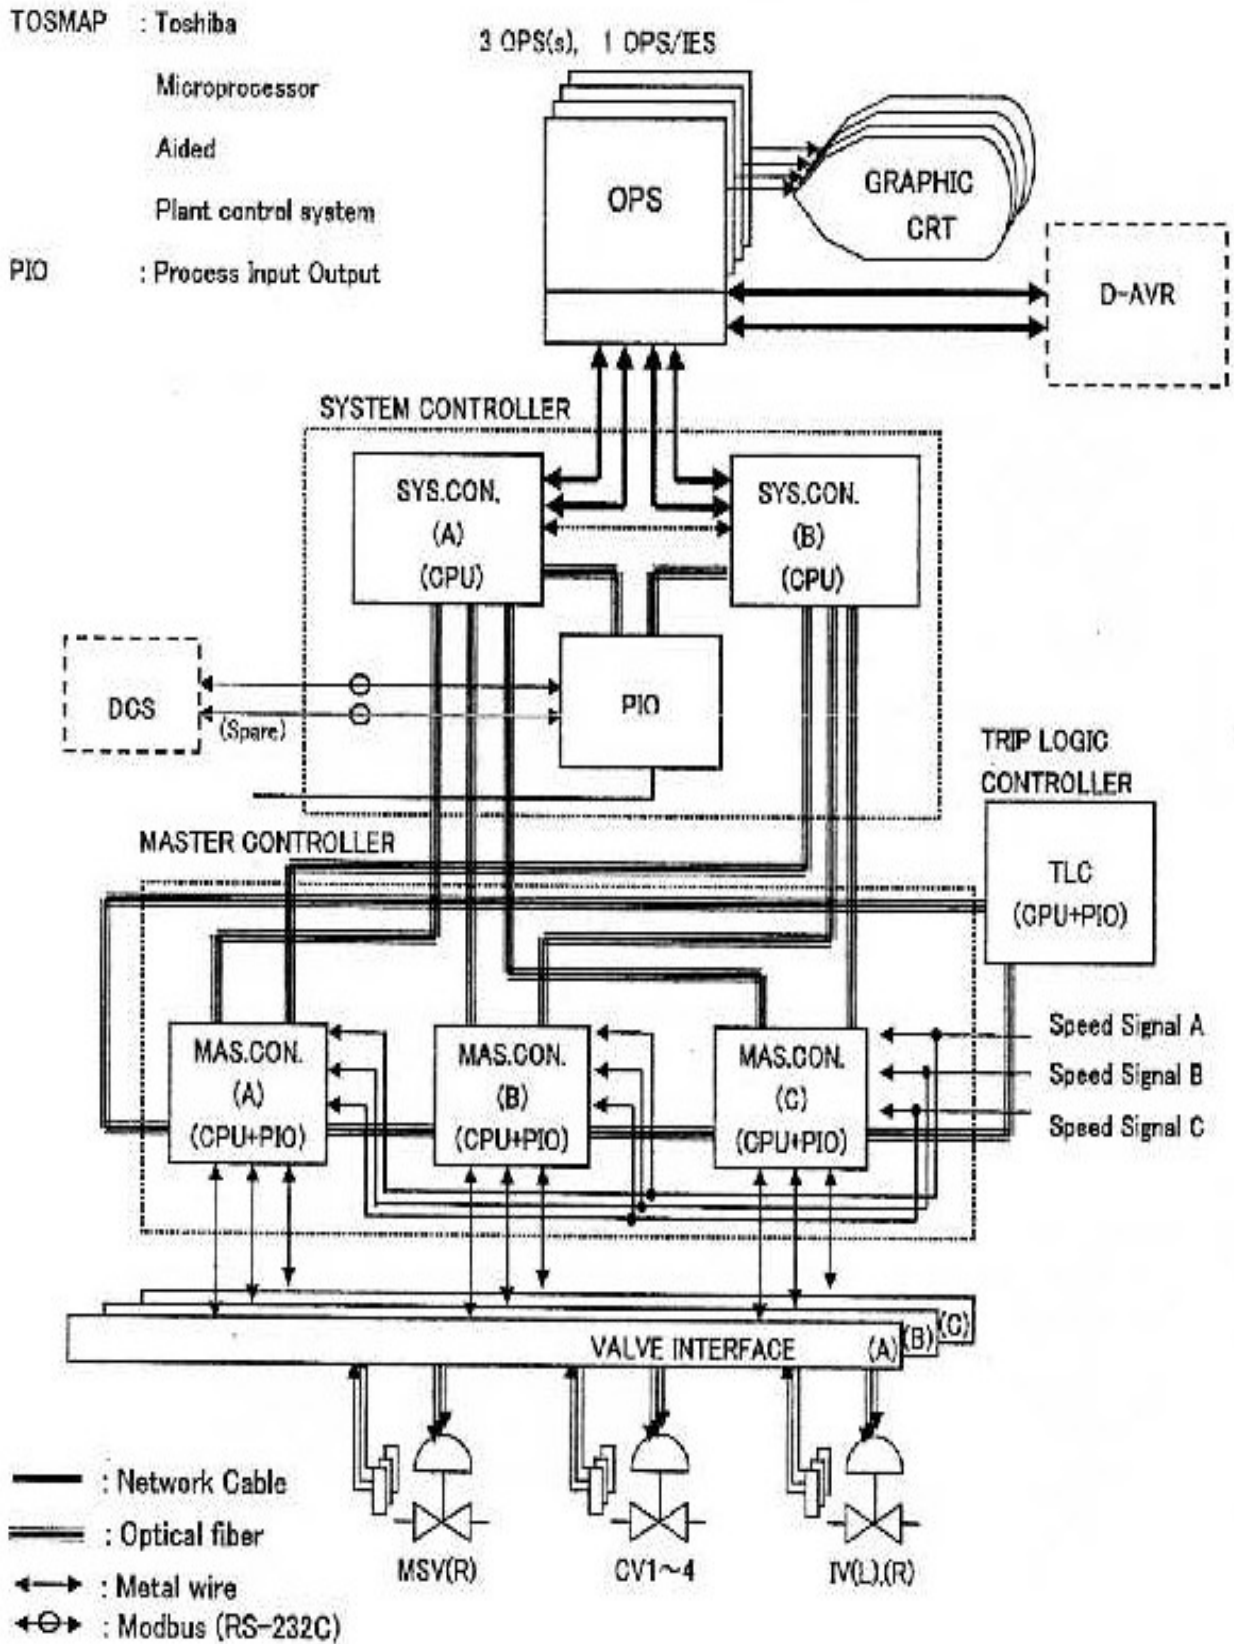 TOSMAP : Toshiba
Microprocessor
Aided
Plant control system
PIO : Process Input Output
3 OPS(s), 1 OPS/IES
OPS
GRAPHIC
CRT
D-AVR
SYSTEM CONTROLLER
SYS.CON.
(A)
(CPU)
SYS.CON.
(B)
(CPU)
DCS
(Spare)
PIO
TRIP LOGIC
CONTROLLER
TLC
(CPU+PIO)
MASTER CONTROLLER
MAS.CON.
(A)
(CPU+PIO)
MAS.CON.
(B)
(CPU+PIO)
MAS.CON.
(C)
(CPU+PIO)
Speed Signal A
Speed Signal B
Speed Signal C
VALVE INTERFACE (A) (B) (C)
MSV(R)
CV1~4
IV(L),(R)
: Network Cable
: Optical fiber
: Metal wire
: Modbus (RS-232C)